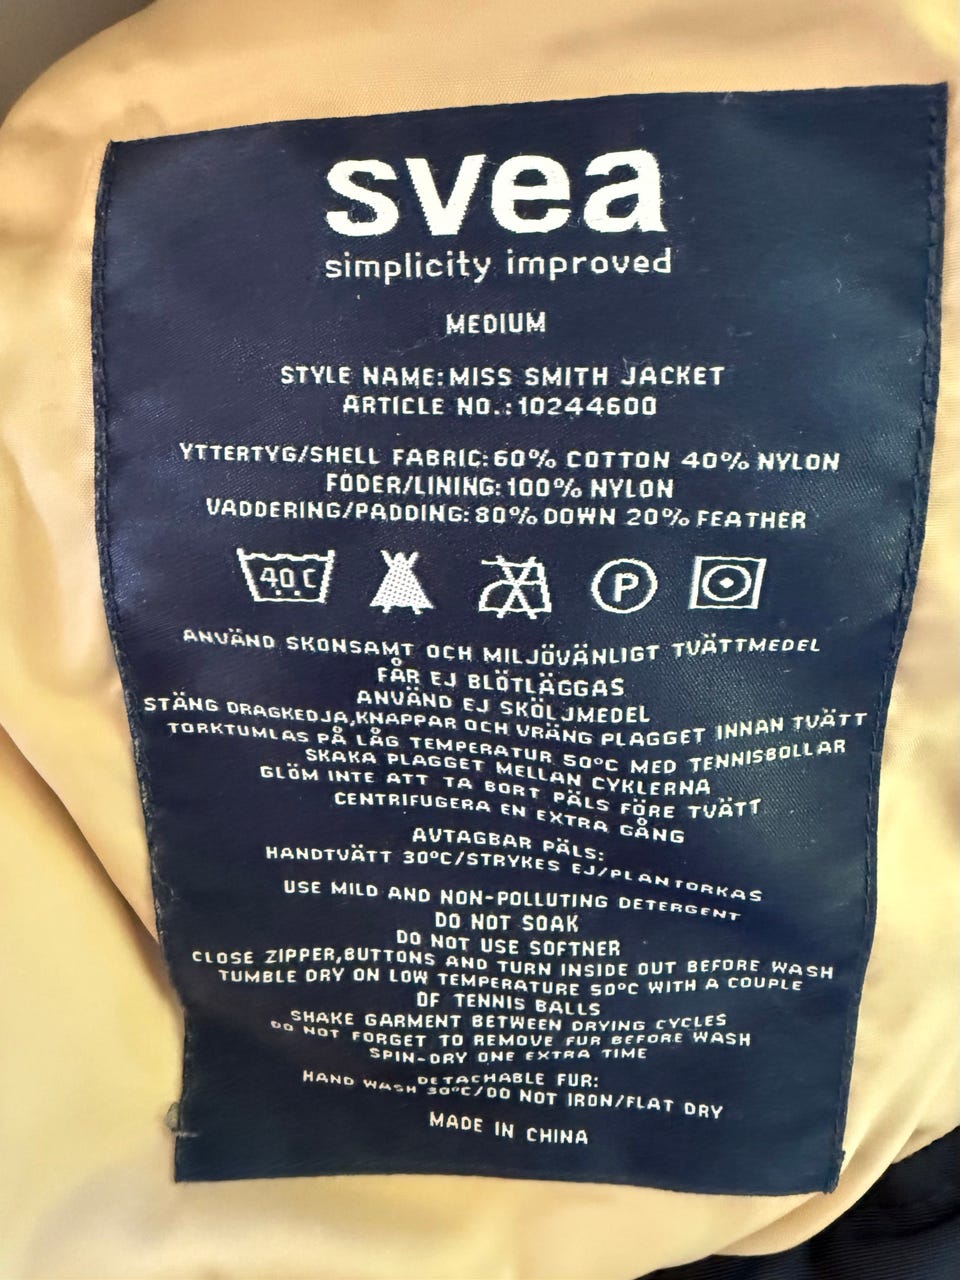 svea
simplicity improved
MEDIUM
STYLE NAME:MISS SMITH JACKET
ARTICLE NO.:10244600
YTTERTYG/SHELL FABRIC:60% COTTON 40% NYLON
FODER/LINING:100% NYLON
VADDERING/PADDING:80% DOWN 20% FEATHER
40C P
ANVÄND SKONSAMT OCH MILJÖVÄNLIGT TVÄTTMEDEL
FÅR EJ BLÖTLÄGGAS
ANVÄND EJ SKÖLJMEDEL
STÄNG DRAGKEDJA,KNAPPAR OCH VRÄNG PLAGGET INNAN TVÄTT
TORKTUMLAS PÅ LÅG TEMPERATUR 50°C MED TENNISBOLLAR
SKAKA PLAGGET MELLAN CYKLERNA
GLÖM INTE ATT TA BORT PÄLS FÖRE TVÄTT
CENTRIFUGERA EN EXTRA GÅNG
AVTAGBAR PÄLS:
HANDTVÄTT 30°C/STRYKES EJ/PLANTORKAS
USE MILD AND NON-POLLUTING DETERGENT
DO NOT SOAK
DO NOT USE SOFTNER
CLOSE ZIPPER,BUTTONS AND TURN INSIDE OUT BEFORE WASH
TUMBLE DRY ON LOW TEMPERATURE 50°C WITH A COUPLE
OF TENNIS BALLS
SHAKE GARMENT BETWEEN DRYING CYCLES
DO NOT FORGET TO REMOVE FUR BEFORE WASH
SPIN-DRY ONE EXTRA TIME
DETACHABLE FUR:
HAND WASH 30°C/DO NOT IRON/FLAT DRY
MADE IN CHINA